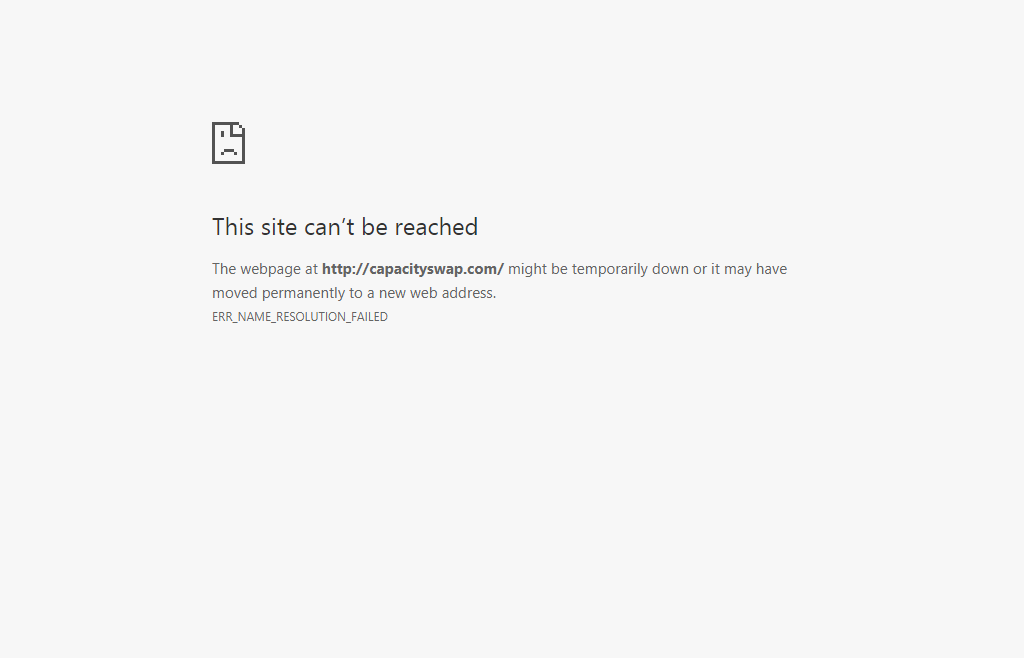 This site can’t be reached
The webpage at http://capacityswap.com/ might be temporarily down or it may have
moved permanently to a new web address.
ERR_NAME_RESOLUTION_FAILED